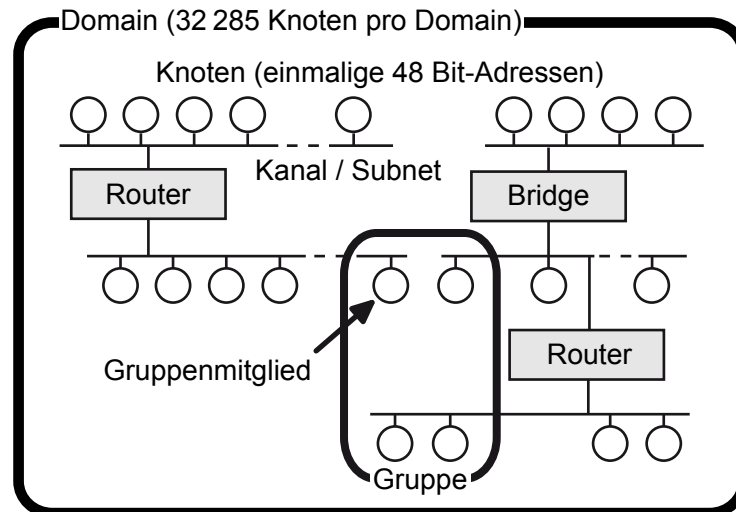 Domain (32 285 Knoten pro Domain)
Knoten (einmalige 48 Bit-Adressen)
Kanal / Subnet
Router
Bridge
Router
Gruppenmitglied
Gruppe